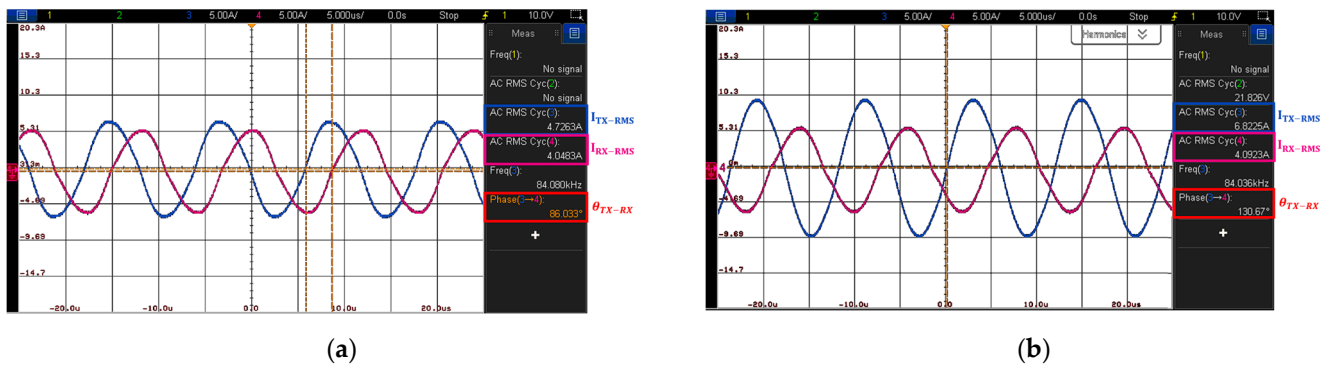 1 2 3 5.00A/ 4 5.00A/ 5.000us/ 0.0s Stop 1 10.0V
20.3A
15.3
10.3
5.31
-4.69
-9.69
-14.7
-20.0u -10.0u 0.0 10.0u 20.0us
Meas
Freq(1):
No signal
AC RMS Cyc(2):
No signal
AC RMS Cyc(3):
4.7263A
AC RMS Cyc(4):
4.0483A
Freq(3):
84.080kHz
Phase(3→4):
86.033°
+
I_TX−RMS
I_RX−RMS
θ_TX−RX
(a)
1 2 3 5.00A/ 4 5.00A/ 5.000us/ 0.0s Stop 1 10.0V
20.3A
15.3
10.3
5.31
-4.69
-9.69
-14.7
-20.0u -10.0u 0.0 10.0u 20.0us
Harmonics
Meas
Freq(1):
No signal
AC RMS Cyc(2):
21.826V
AC RMS Cyc(3):
6.8225A
AC RMS Cyc(4):
4.0923A
Freq(3):
84.036kHz
Phase(3→4):
130.67°
+
I_TX−RMS
I_RX−RMS
θ_TX−RX
(b)